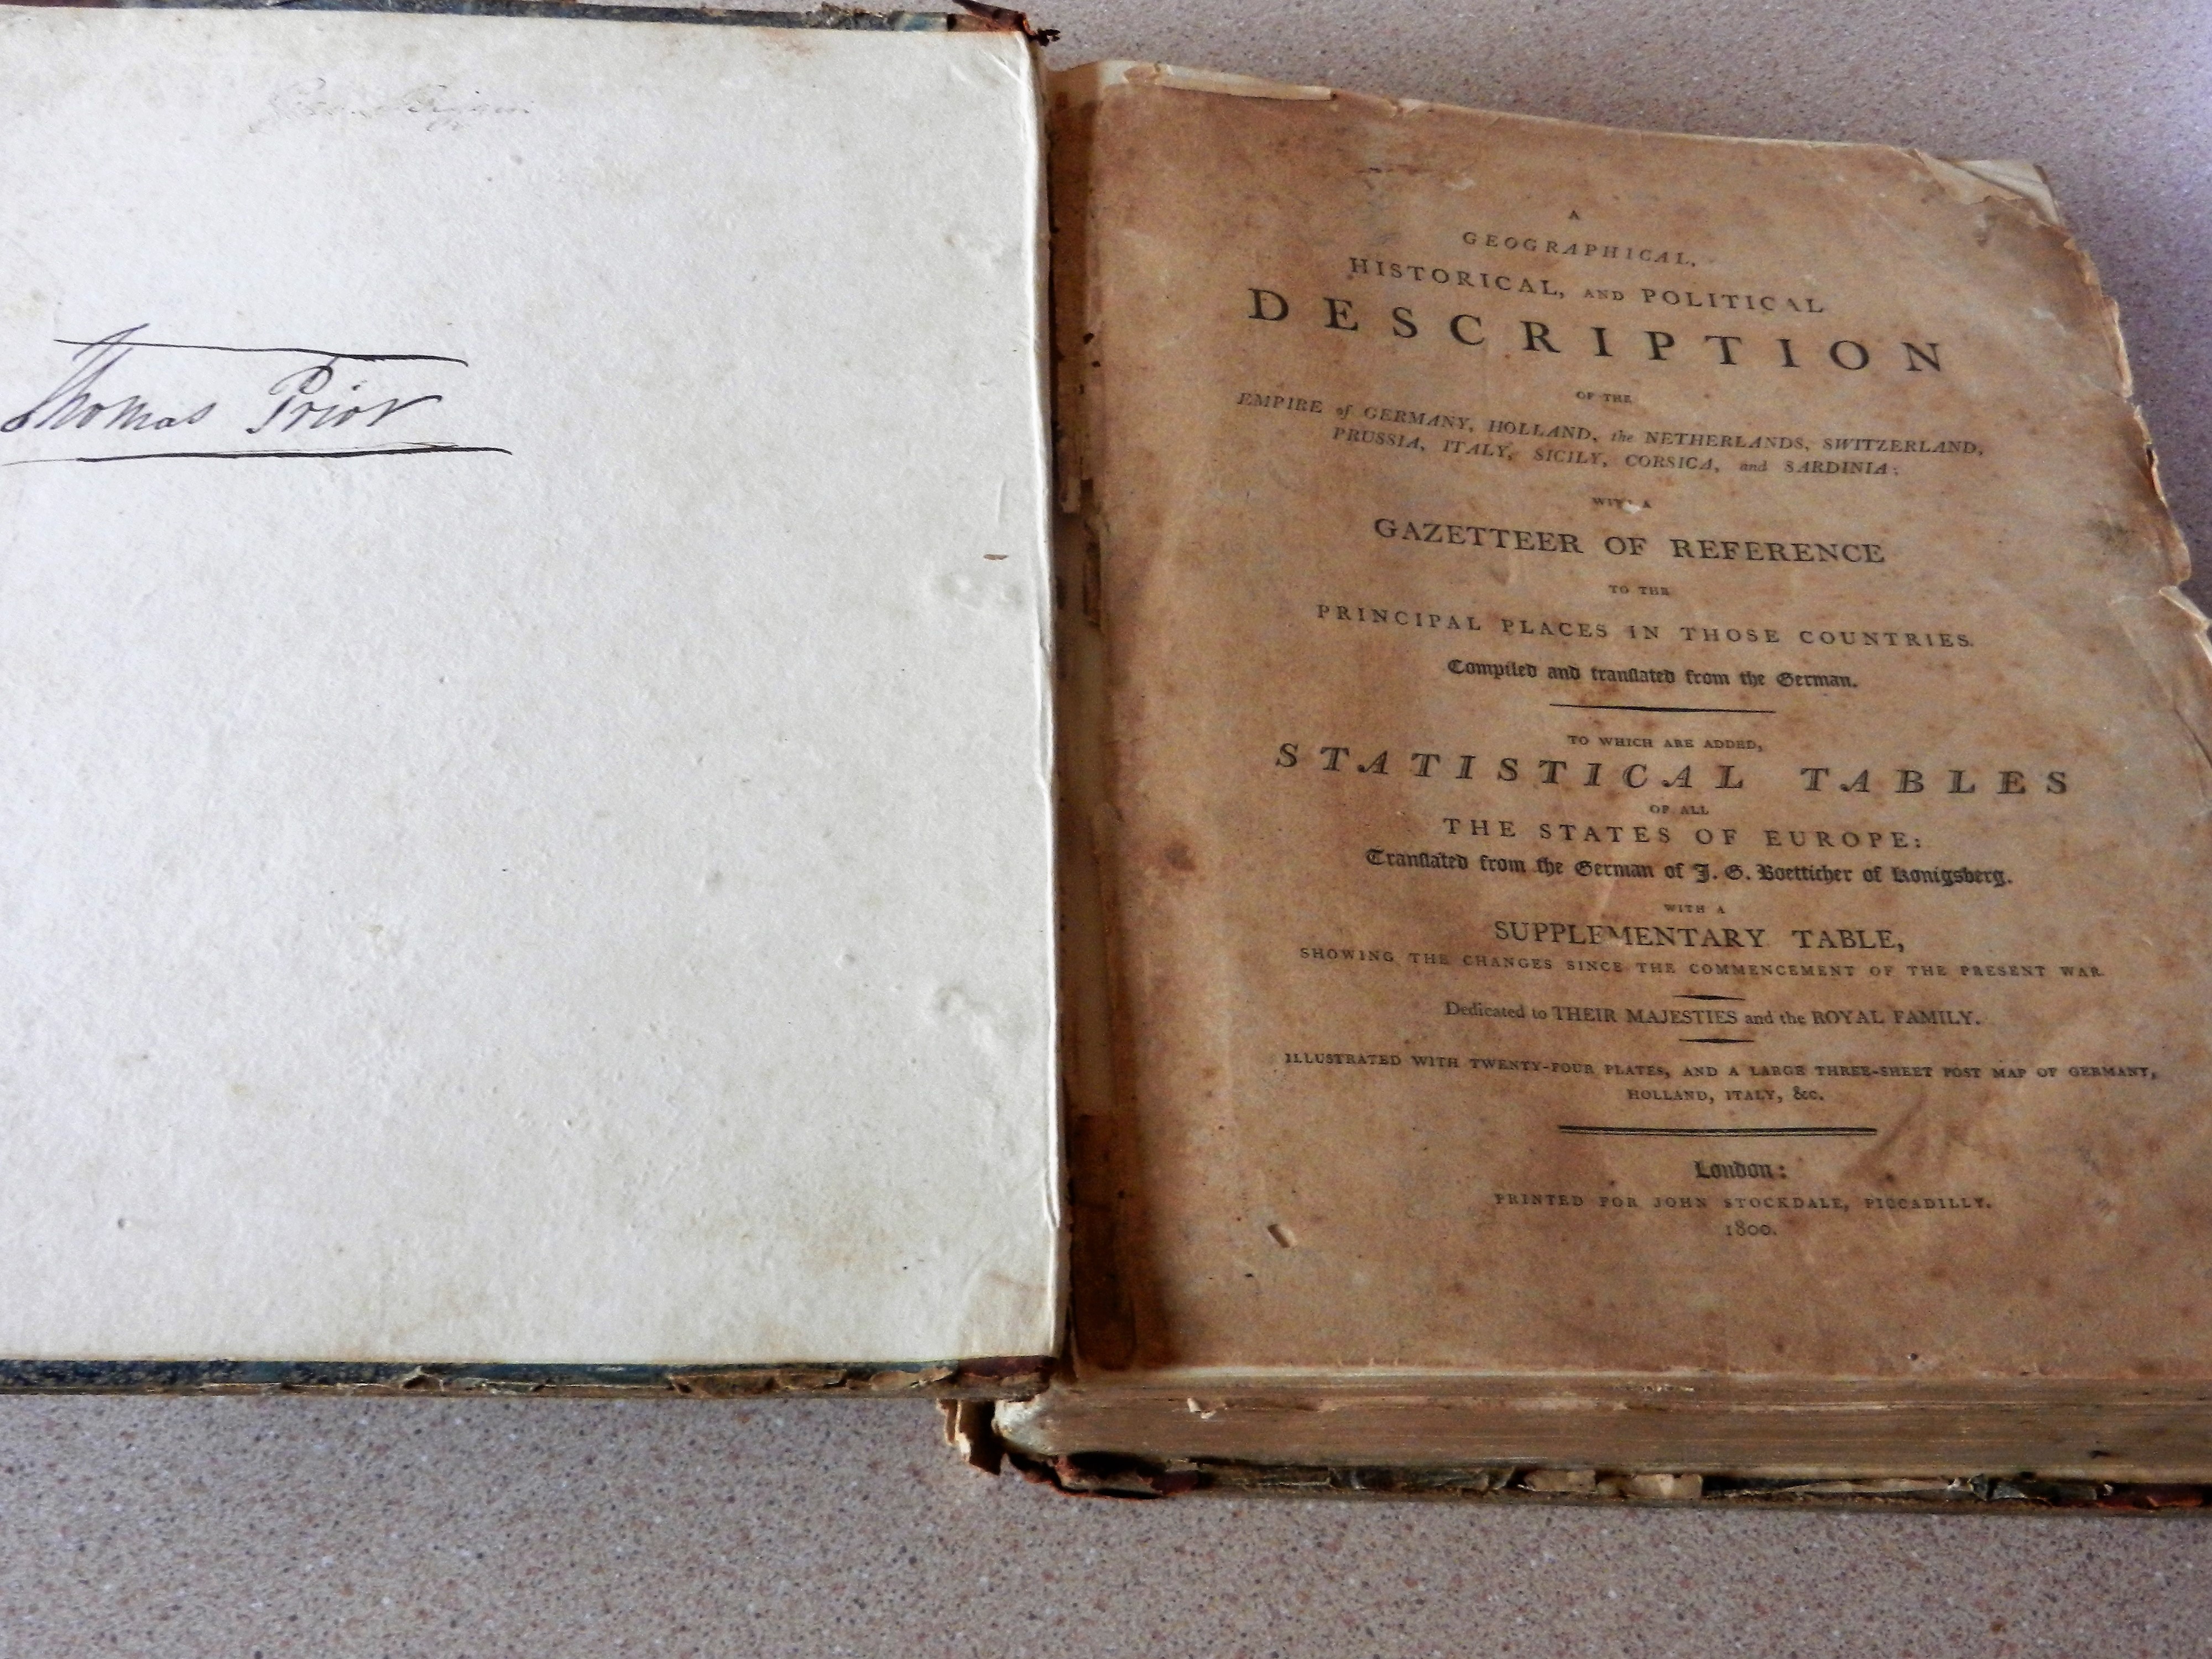 Thomas Prior
A
GEOGRAPHICAL,
HISTORICAL, AND POLITICAL
DESCRIPTION
OF THE
EMPIRE of GERMANY, HOLLAND, the NETHERLANDS, SWITZERLAND,
PRUSSIA, ITALY, SICILY, CORSICA, and SARDINIA:
WITH A
GAZETTEER OF REFERENCE
TO THE
PRINCIPAL PLACES IN THOSE COUNTRIES.
Compiled and tranſlated from the German.
TO WHICH ARE ADDED,
STATISTICAL TABLES
OF ALL
THE STATES OF EUROPE:
Tranſlated from the German of J. G. Boetticher of Konigsberg.
WITH A
SUPPLEMENTARY TABLE,
SHOWING THE CHANGES SINCE THE COMMENCEMENT OF THE PRESENT WAR.
Dedicated to THEIR MAJESTIES and the ROYAL FAMILY.
ILLUSTRATED WITH TWENTY-FOUR PLATES, AND A LARGE THREE-SHEET POST MAP OF GERMANY,
HOLLAND, ITALY, &c.
London:
PRINTED FOR JOHN STOCKDALE, PICCADILLY.
1800.